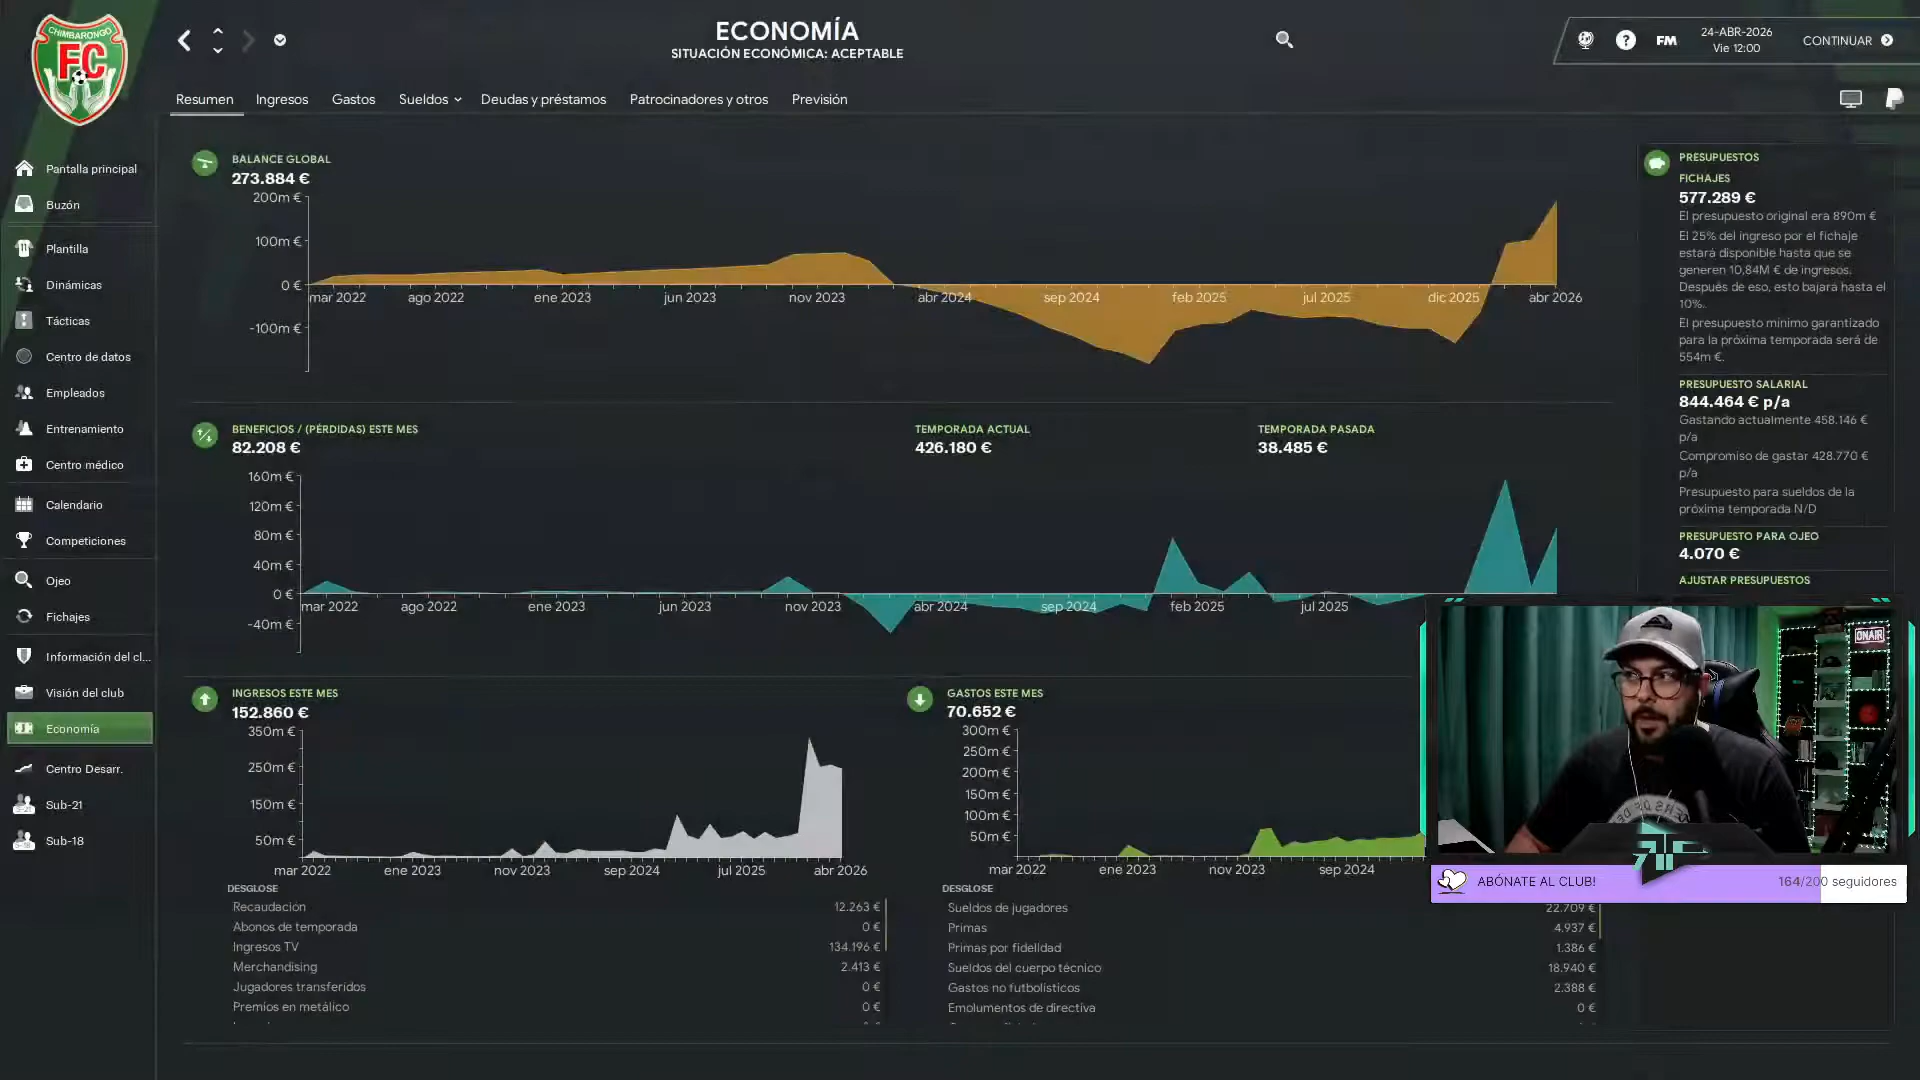 CHIMBARONGO
FC
ECONOMÍA
SITUACIÓN ECONÓMICA: ACEPTABLE
FM
24-ABR-2026
Vie 12:00
CONTINUAR
Resumen
Ingresos
Gastos
Sueldos
Deudas y préstamos
Patrocinadores y otros
Previsión
Pantalla principal
Buzón
Plantilla
Dinámicas
Tácticas
Centro de datos
Empleados
Entrenamiento
Centro médico
Calendario
Competiciones
Ojeo
Fichajes
Información del cl...
Visión del club
Economía
Centro Desarr.
Sub-21
Sub-18
BALANCE GLOBAL
273.884 €
200m €
100m €
0 €
-100m €
mar 2022
ago 2022
ene 2023
jun 2023
nov 2023
abr 2024
sep 2024
feb 2025
jul 2025
dic 2025
abr 2026
BENEFICIOS / (PÉRDIDAS) ESTE MES
82.208 €
TEMPORADA ACTUAL
426.180 €
TEMPORADA PASADA
38.485 €
160m €
120m €
80m €
40m €
0 €
-40m €
mar 2022
ago 2022
ene 2023
jun 2023
nov 2023
abr 2024
sep 2024
feb 2025
jul 2025
INGRESOS ESTE MES
152.860 €
350m €
250m €
150m €
50m €
mar 2022
ene 2023
nov 2023
sep 2024
jul 2025
abr 2026
DESGLOSE
Recaudación 12.263 €
Abonos de temporada 0 €
Ingresos TV 134.196 €
Merchandising 2.413 €
Jugadores transferidos 0 €
Premios en metálico 0 €
GASTOS ESTE MES
70.652 €
300m €
250m €
200m €
150m €
100m €
50m €
mar 2022
ene 2023
nov 2023
sep 2024
DESGLOSE
Sueldos de jugadores 22.709 €
Primas 4.937 €
Primas por fidelidad 1.386 €
Sueldos del cuerpo técnico 18.940 €
Gastos no futbolísticos 2.388 €
Emolumentos de directiva 0 €
PRESUPUESTOS
FICHAJES
577.289 €
El presupuesto original era 890m €
El 25% del ingreso por el fichaje
estará disponible hasta que se
generen 10,84M € de ingresos.
Después de eso, esto bajará hasta el
10%.
El presupuesto mínimo garantizado
para la próxima temporada será de
554m €.
PRESUPUESTO SALARIAL
844.464 € p/a
Gastando actualmente 458.146 €
p/a
Compromiso de gastar 428.770 €
p/a
Presupuesto para sueldos de la
próxima temporada N/D
PRESUPUESTO PARA OJEO
4.070 €
AJUSTAR PRESUPUESTOS
ON AIR
ABÓNATE AL CLUB!
164/200 seguidores